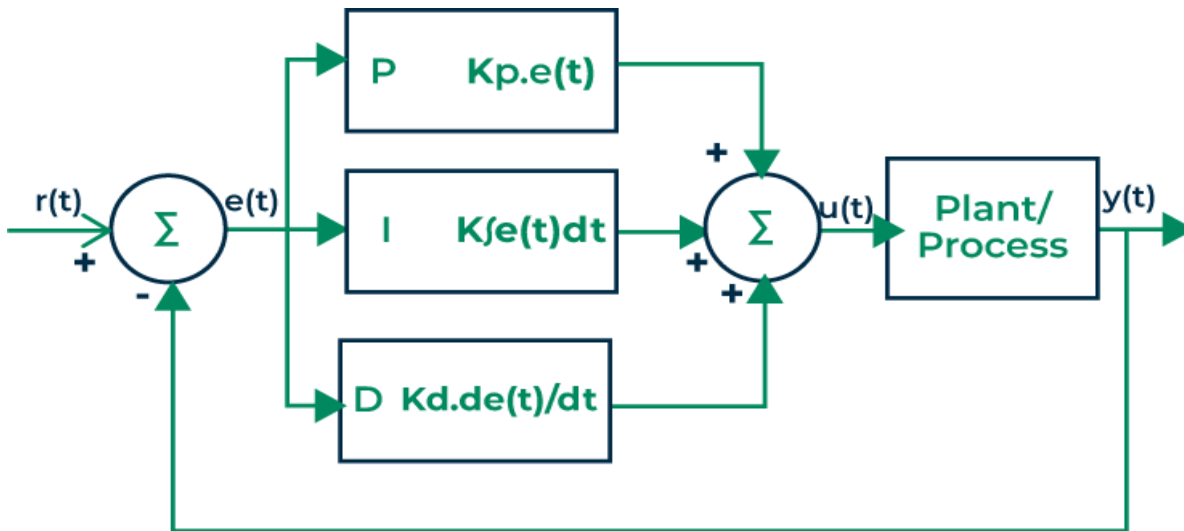 P Kp.e(t)
+
r(t)
Σ
e(t)
I K∫e(t)dt
Σ
u(t)
Plant/
Process
y(t)
+
+
-
+
D Kd.de(t)/dt